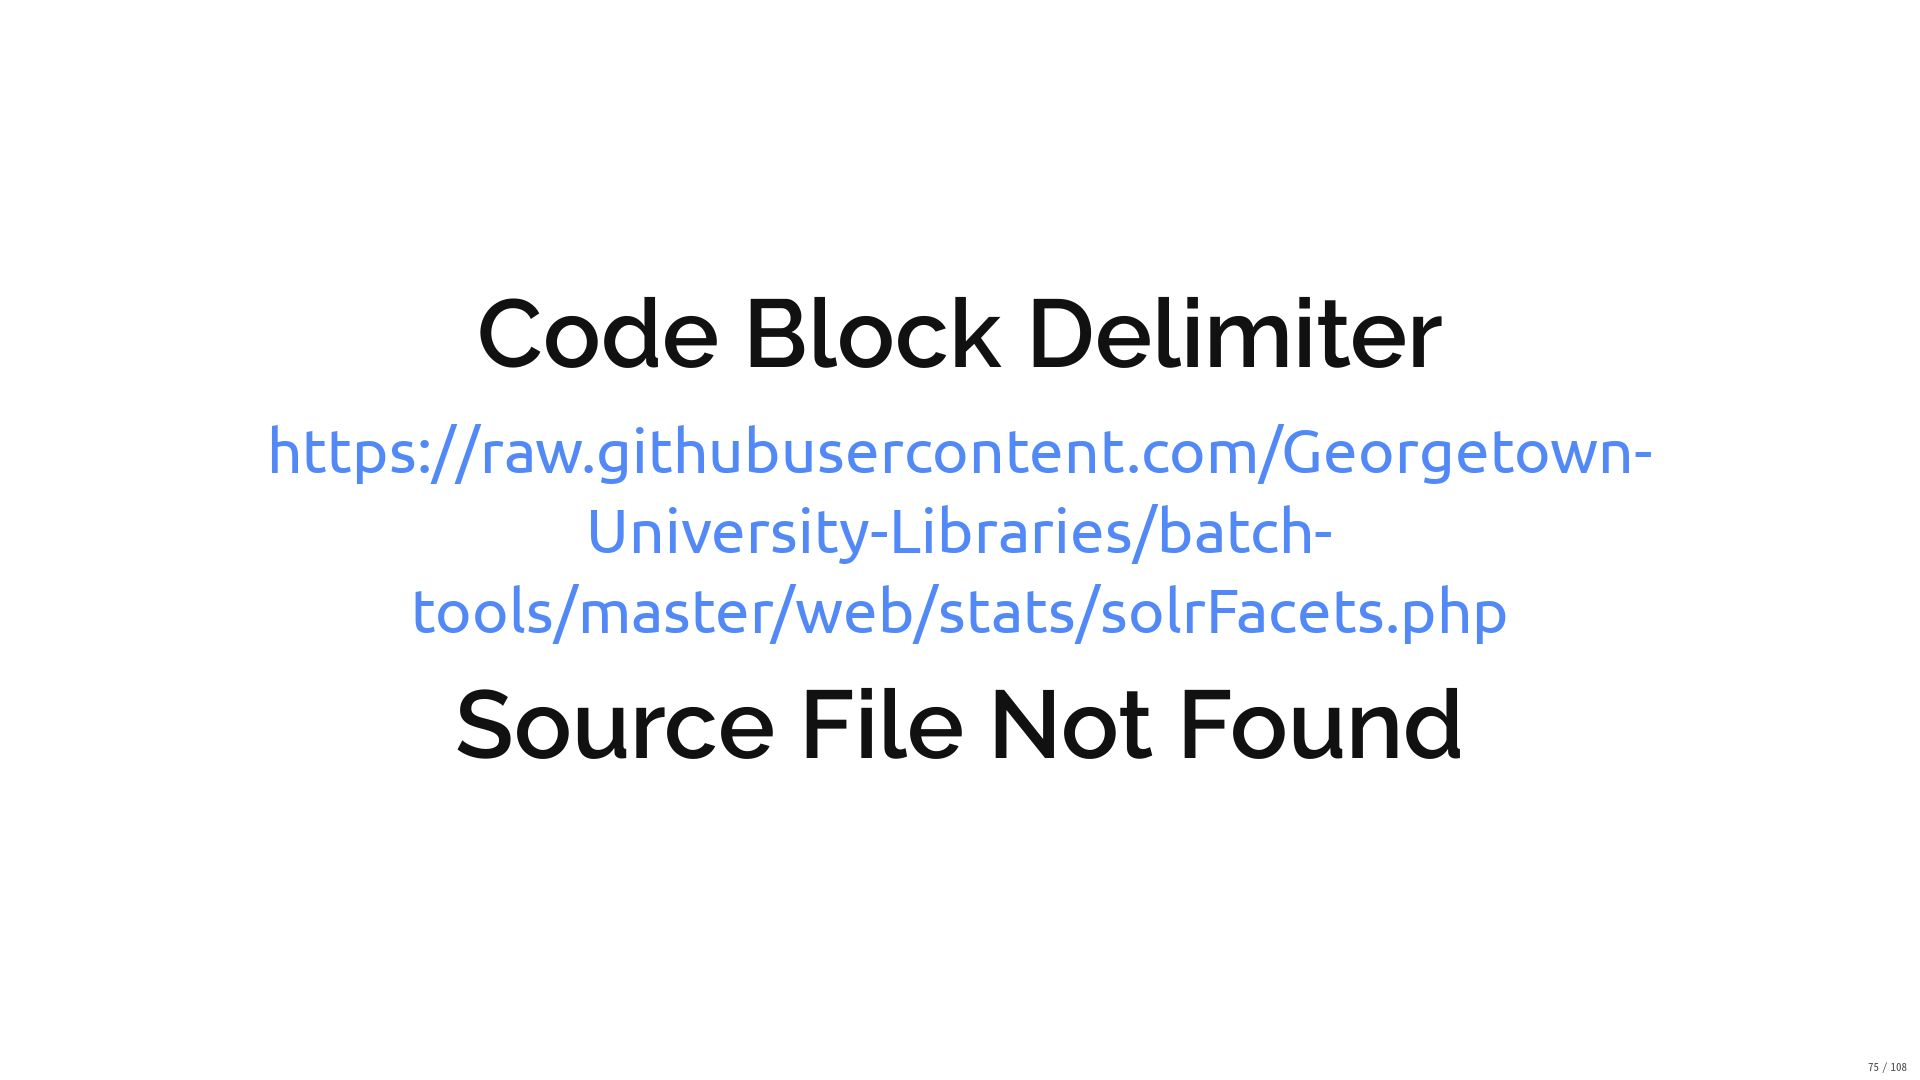 Code Block Delimiter
https://raw.githubusercontent.com/Georgetown-
University-Libraries/batch-
tools/master/web/stats/solrFacets.php
Source File Not Found
75 / 108